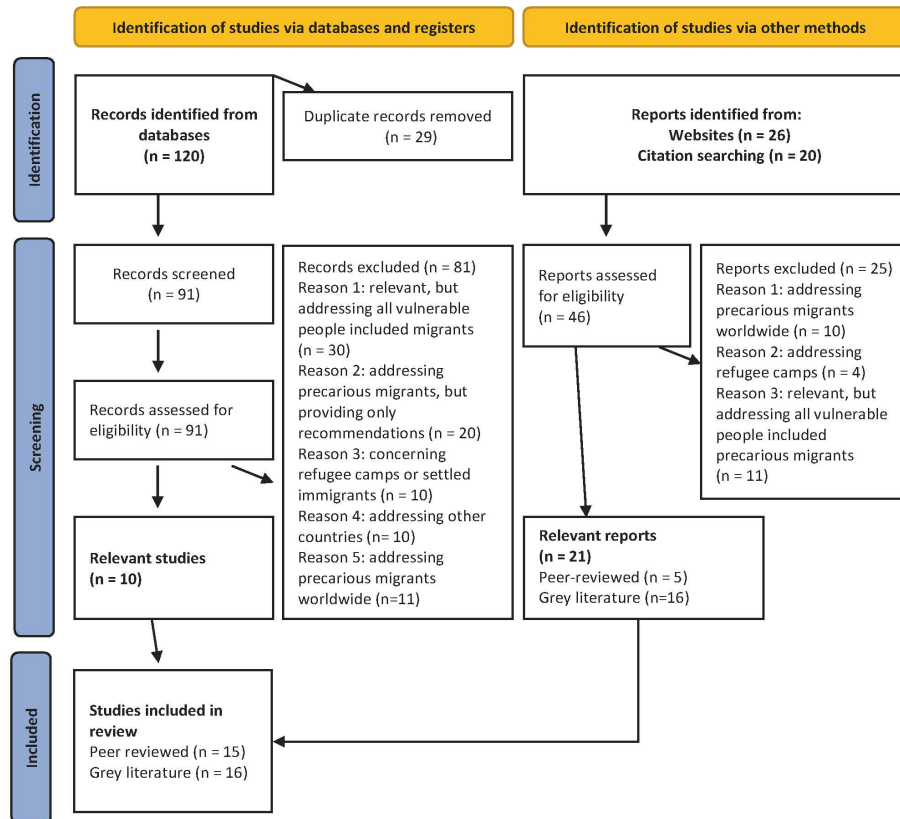 Identification of studies via databases and registers
Identification of studies via other methods
Identification
Records identified from
databases
(n = 120)
Duplicate records removed
(n = 29)
Reports identified from:
Websites (n = 26)
Citation searching (n = 20)
Screening
Records screened
(n = 91)
Records assessed for
eligibility (n = 91)
Relevant studies
(n = 10)
Records excluded (n = 81)
Reason 1: relevant, but
addressing all vulnerable
people included migrants
(n = 30)
Reason 2: addressing
precarious migrants, but
providing only
recommendations (n = 20)
Reason 3: concerning
refugee camps or settled
immigrants (n = 10)
Reason 4: addressing other
countries (n= 10)
Reason 5: addressing
precarious migrants
worldwide (n=11)
Reports assessed
for eligibility
(n = 46)
Reports excluded (n = 25)
Reason 1: addressing
precarious migrants
worldwide (n = 10)
Reason 2: addressing
refugee camps (n = 4)
Reason 3: relevant, but
addressing all vulnerable
people included
precarious migrants
(n = 11)
Relevant reports
(n = 21)
Peer-reviewed (n = 5)
Grey literature (n=16)
Included
Studies included in
review
Peer reviewed (n = 15)
Grey literature (n = 16)